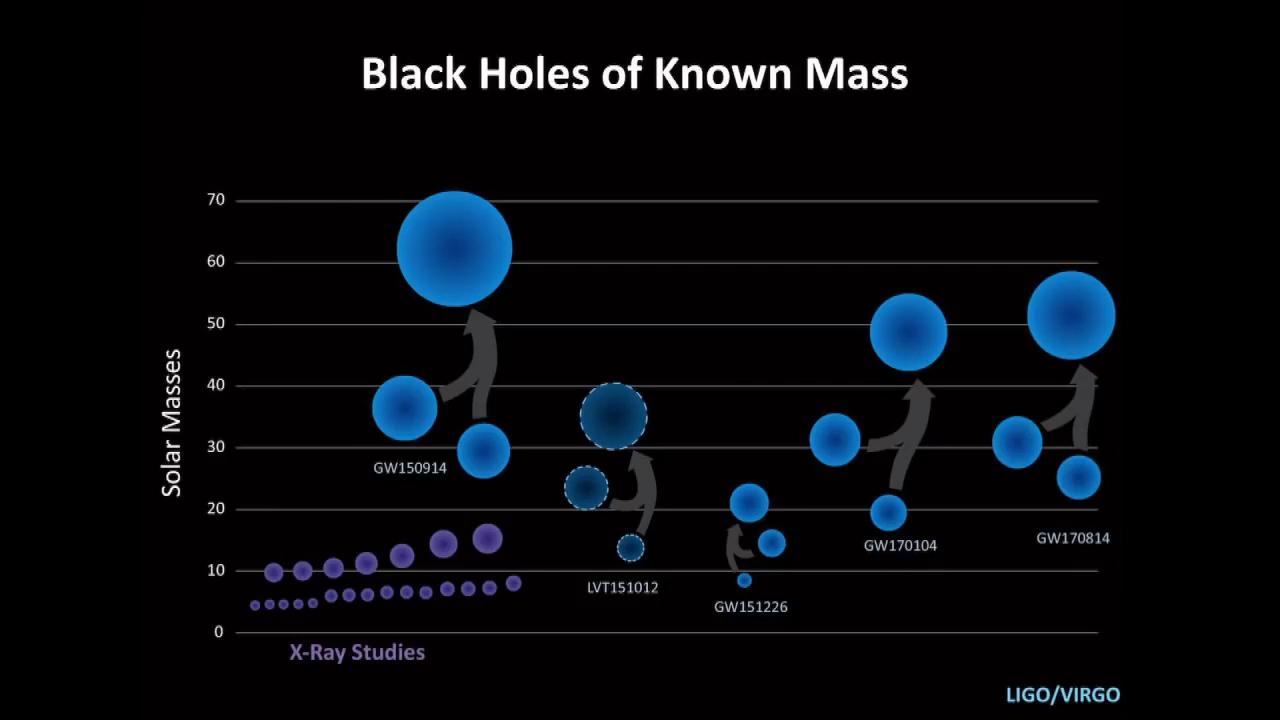 Black Holes of Known Mass
70
60
50
40
30
20
10
0
Solar Masses
GW150914
LVT151012
GW151226
GW170104
GW170814
X-Ray Studies
LIGO/VIRGO